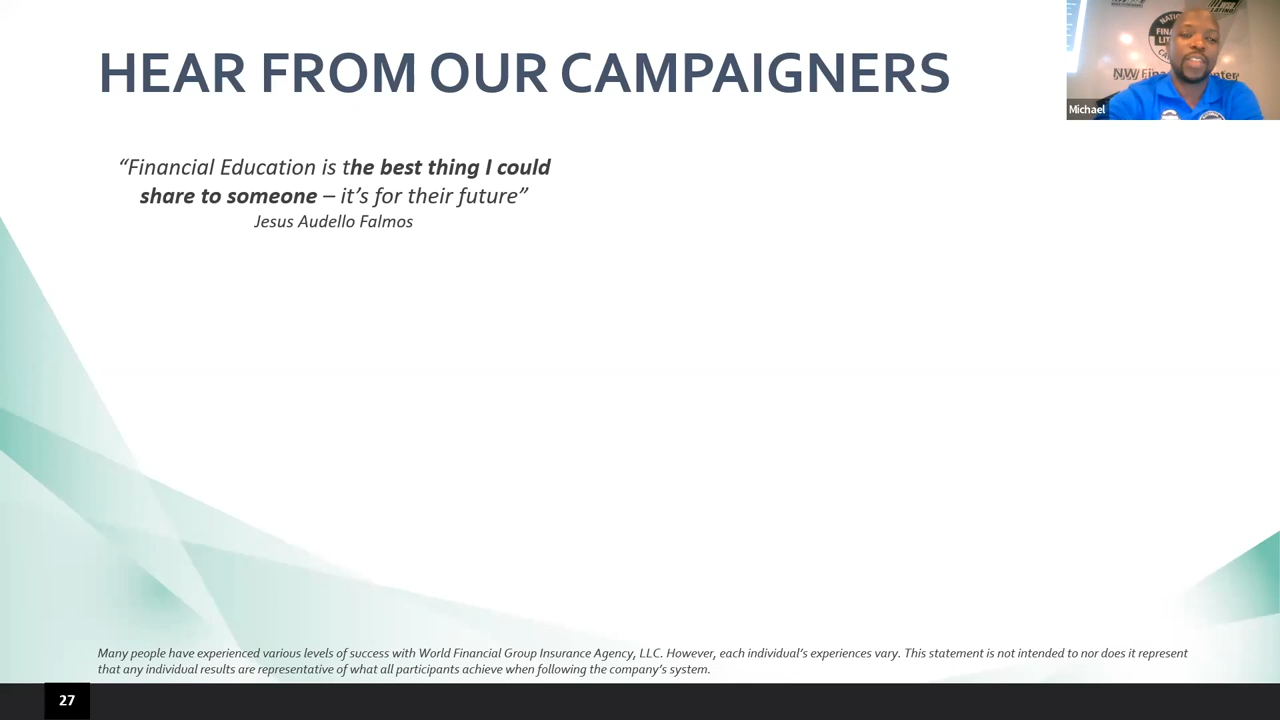 HEAR FROM OUR CAMPAIGNERS
“Financial Education is the best thing I could
share to someone – it’s for their future”
Jesus Audello Falmos
Michael
Many people have experienced various levels of success with World Financial Group Insurance Agency, LLC. However, each individual’s experiences vary. This statement is not intended to nor does it represent
that any individual results are representative of what all participants achieve when following the company’s system.
27